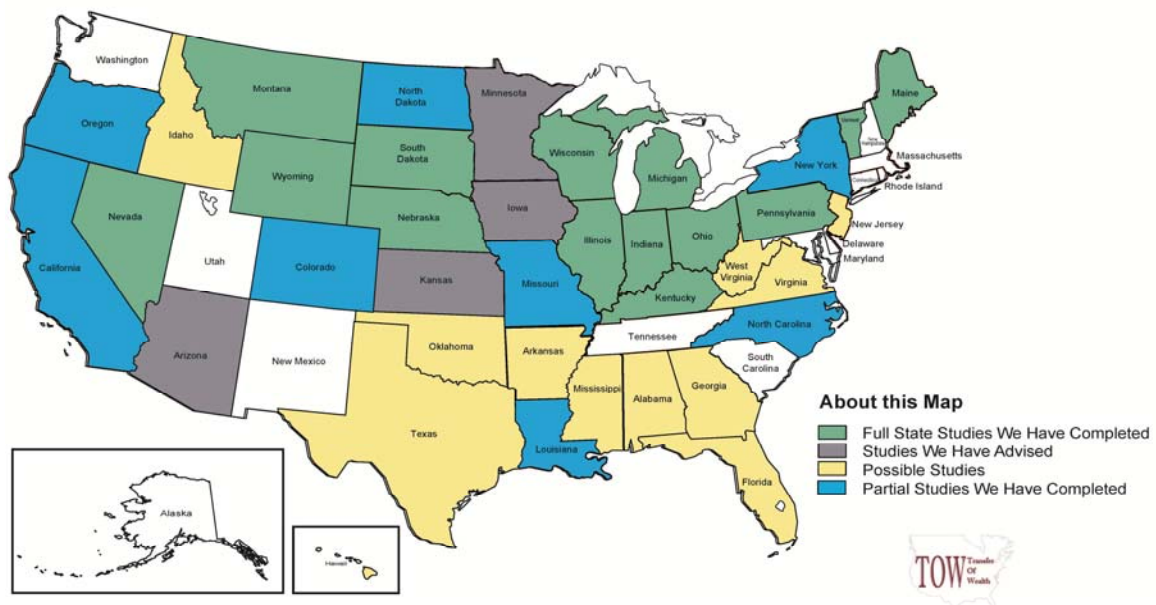 Washington
Montana
North
Dakota
Minnesota
Maine
Oregon
Idaho
South
Dakota
Wisconsin
Vermont
New
Hampshire
Massachusetts
Wyoming
Michigan
New York
Connecticut
Rhode Island
Nevada
Nebraska
Iowa
Pennsylvania
New Jersey
Illinois
Indiana
Ohio
Delaware
Maryland
California
Utah
Colorado
Kansas
Missouri
West
Virginia
Virginia
Kentucky
North Carolina
Tennessee
Arizona
New Mexico
Oklahoma
Arkansas
South
Carolina
Mississippi
Alabama
Georgia
Texas
Louisiana
Florida
Alaska
Hawaii
About this Map
Full State Studies We Have Completed
Studies We Have Advised
Possible Studies
Partial Studies We Have Completed
TOW
Transfer
Of
Wealth